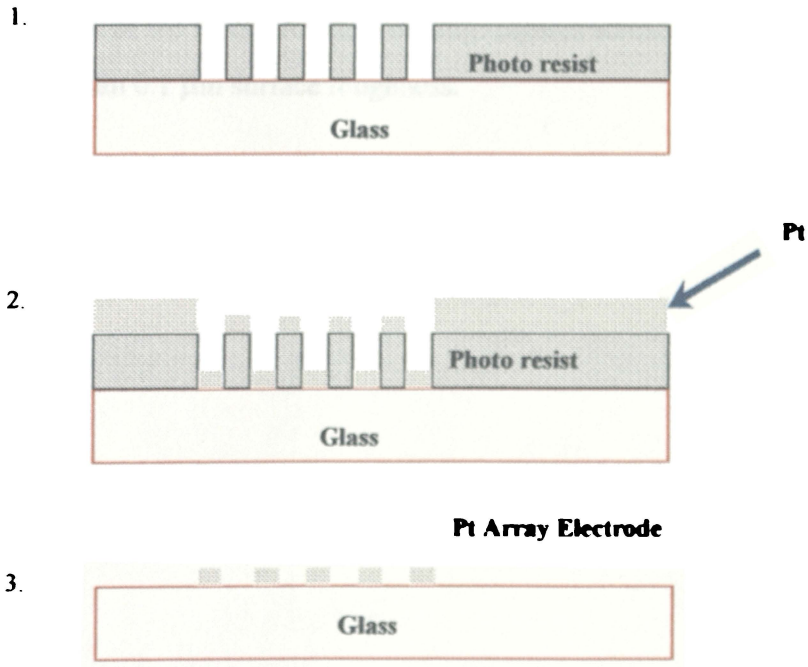 1.
Photo resist
Glass
Pt
2.
Photo resist
Glass
Pt Array Electrode
3.
Glass